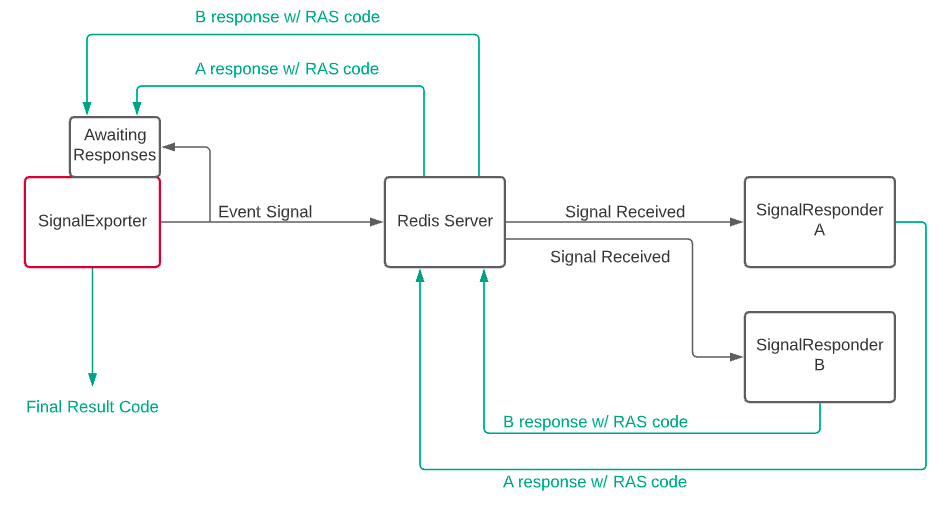 B response w/ RAS code
A response w/ RAS code
Awaiting
Responses
SignalExporter
Event Signal
Redis Server
Signal Received
Signal Received
SignalResponder
A
SignalResponder
B
Final Result Code
B response w/ RAS code
A response w/ RAS code